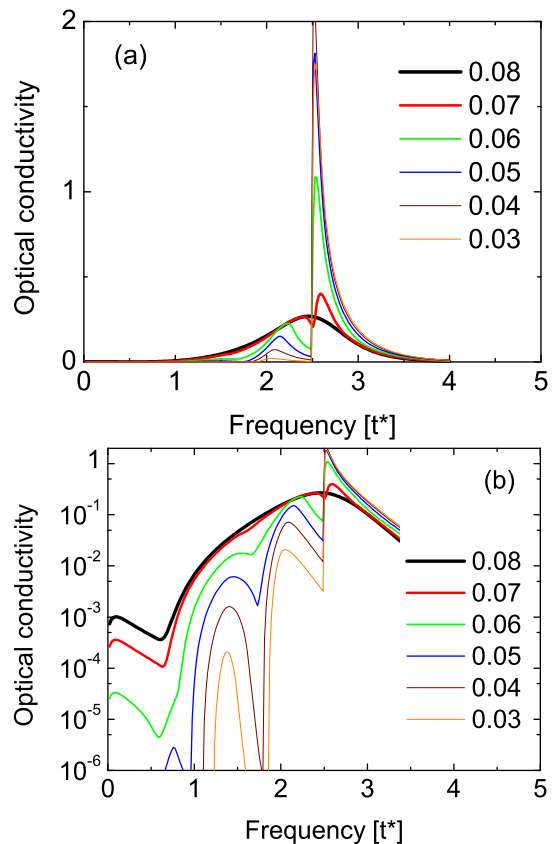 2
(a)
0.08
0.07
0.06
0.05
0.04
0.03
1
0
0 1 2 3 4 5
Optical conductivity
Frequency [t*]
1
(b)
10^-1
10^-2
10^-3
10^-4
10^-5
10^-6
0.08
0.07
0.06
0.05
0.04
0.03
0 1 2 3 4 5
Optical conductivity
Frequency [t*]